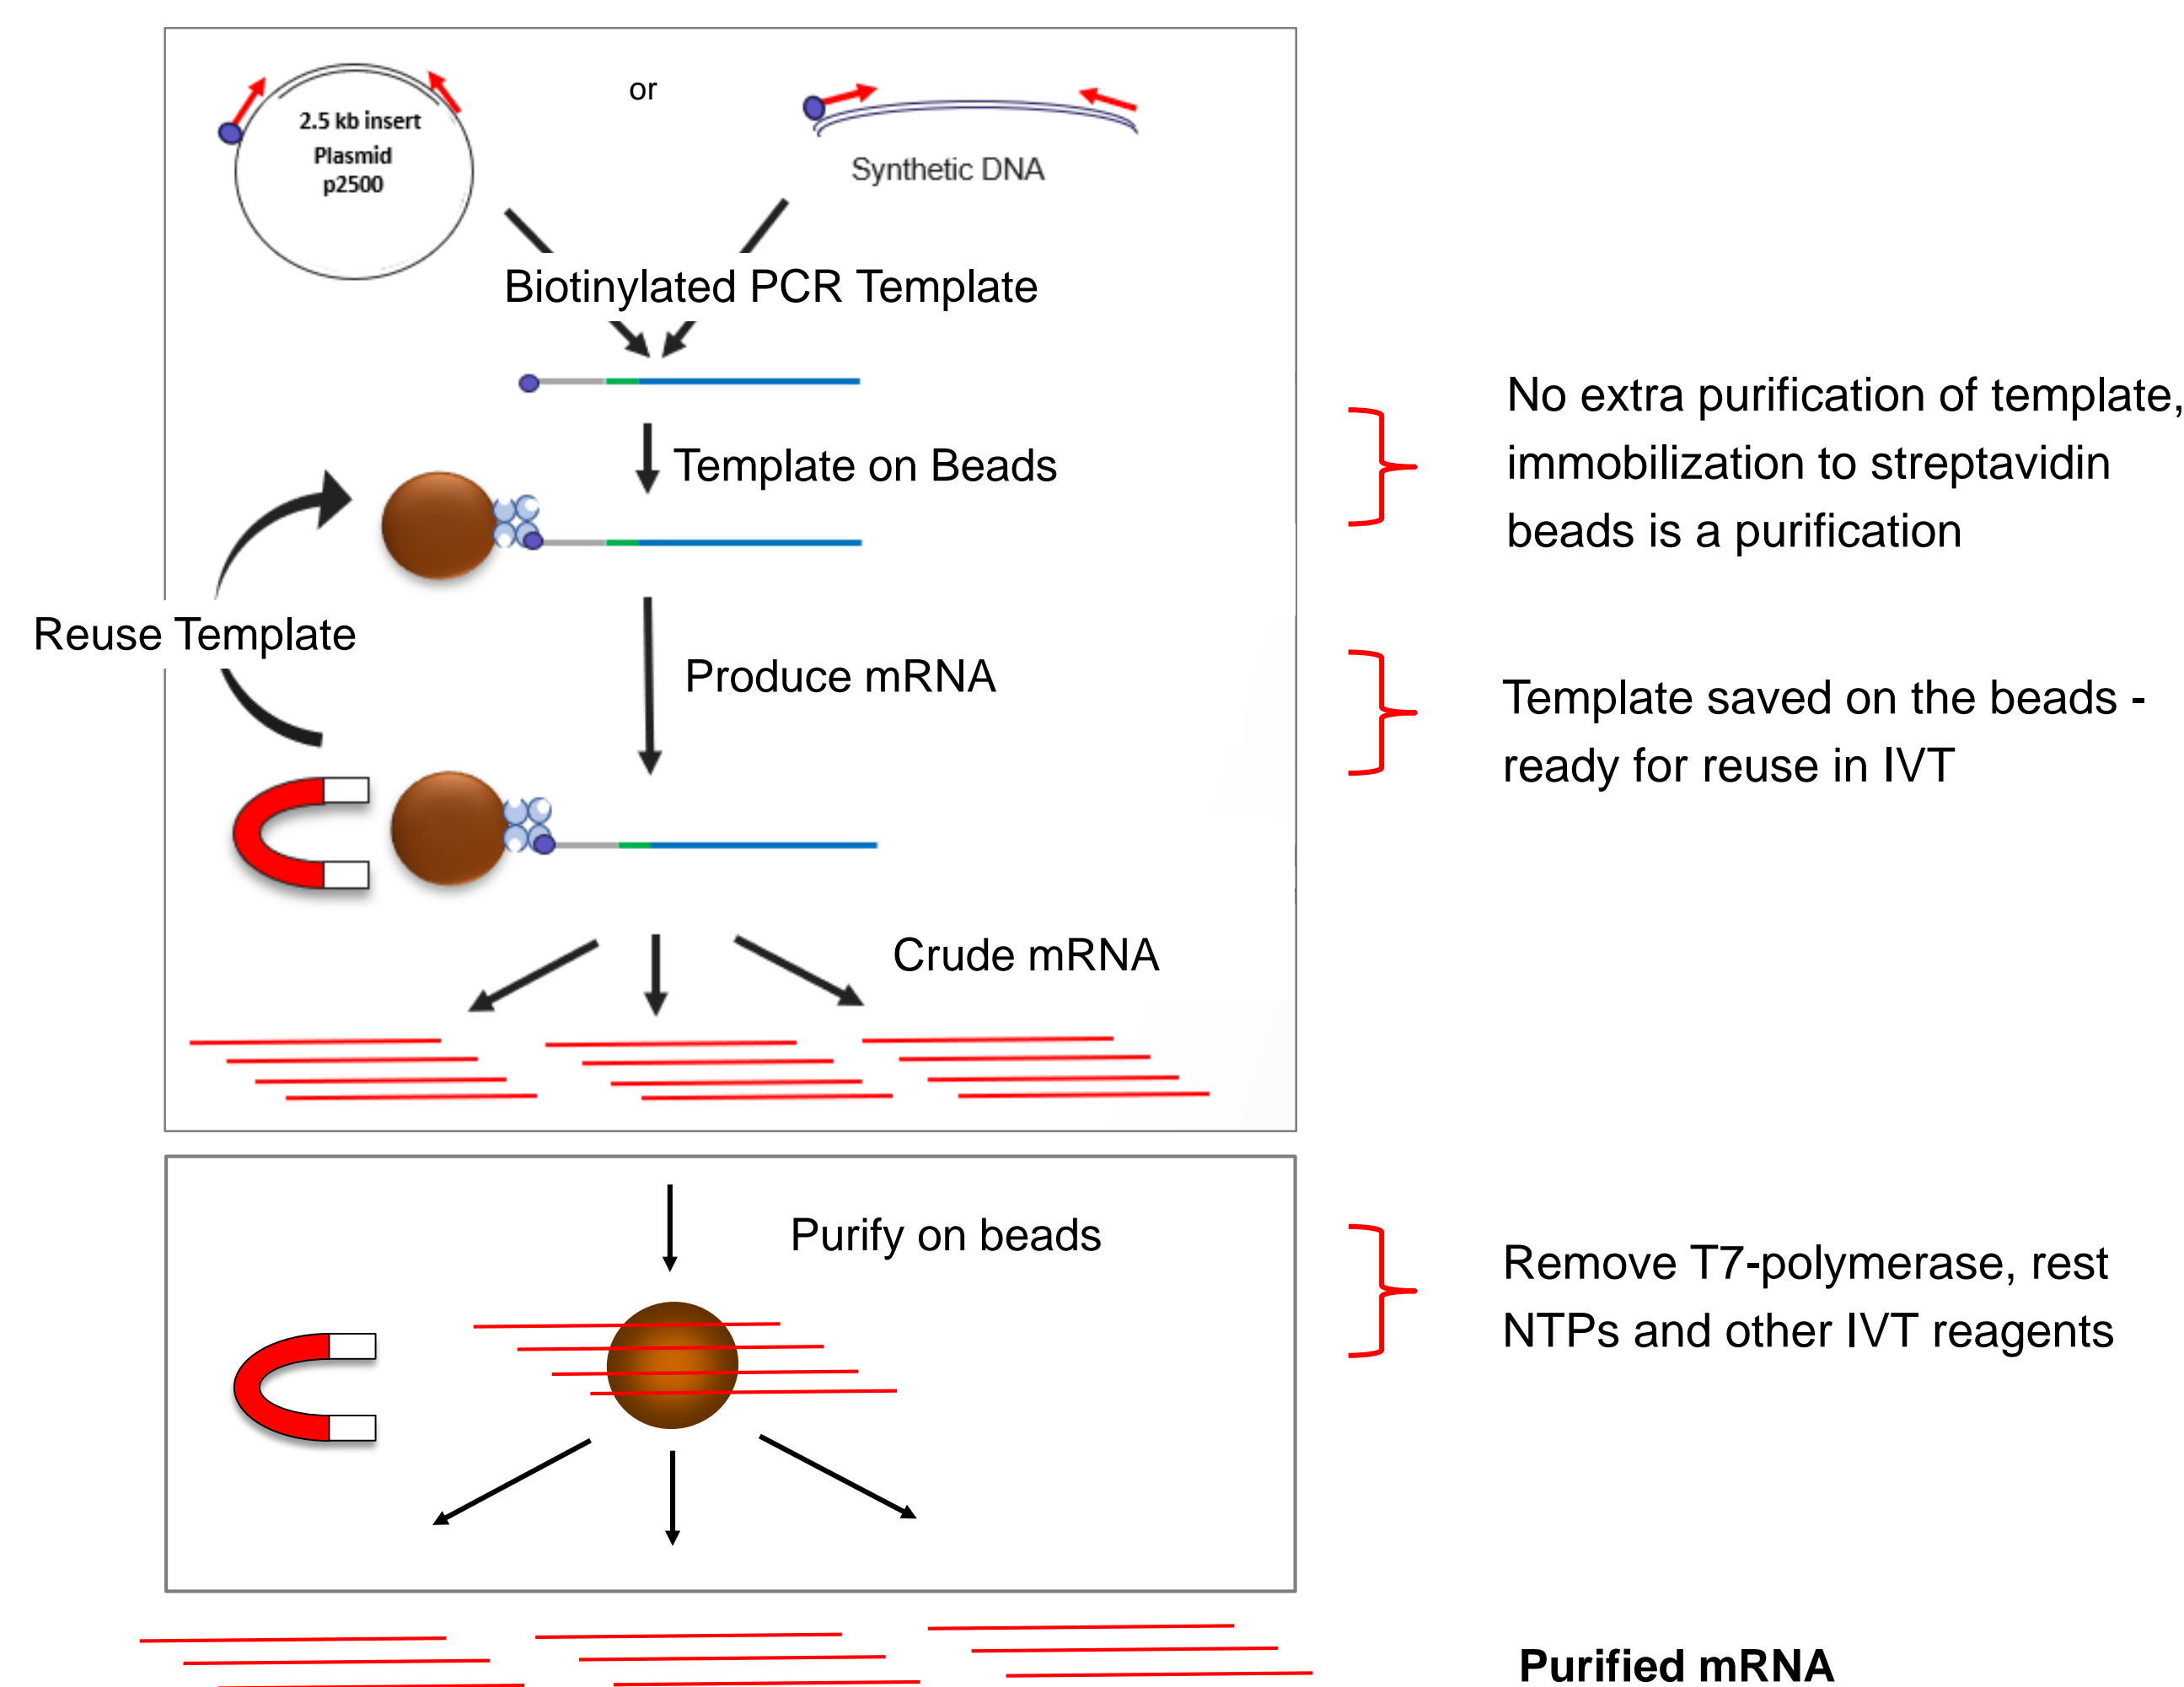 or
2.5 kb insert
Plasmid
p2500
Synthetic DNA
Biotinylated PCR Template
No extra purification of template,
immobilization to streptavidin
beads is a purification
Template on Beads
Reuse Template
Produce mRNA
Template saved on the beads -
ready for reuse in IVT
Crude mRNA
Purify on beads
Remove T7-polymerase, rest
NTPs and other IVT reagents
Purified mRNA